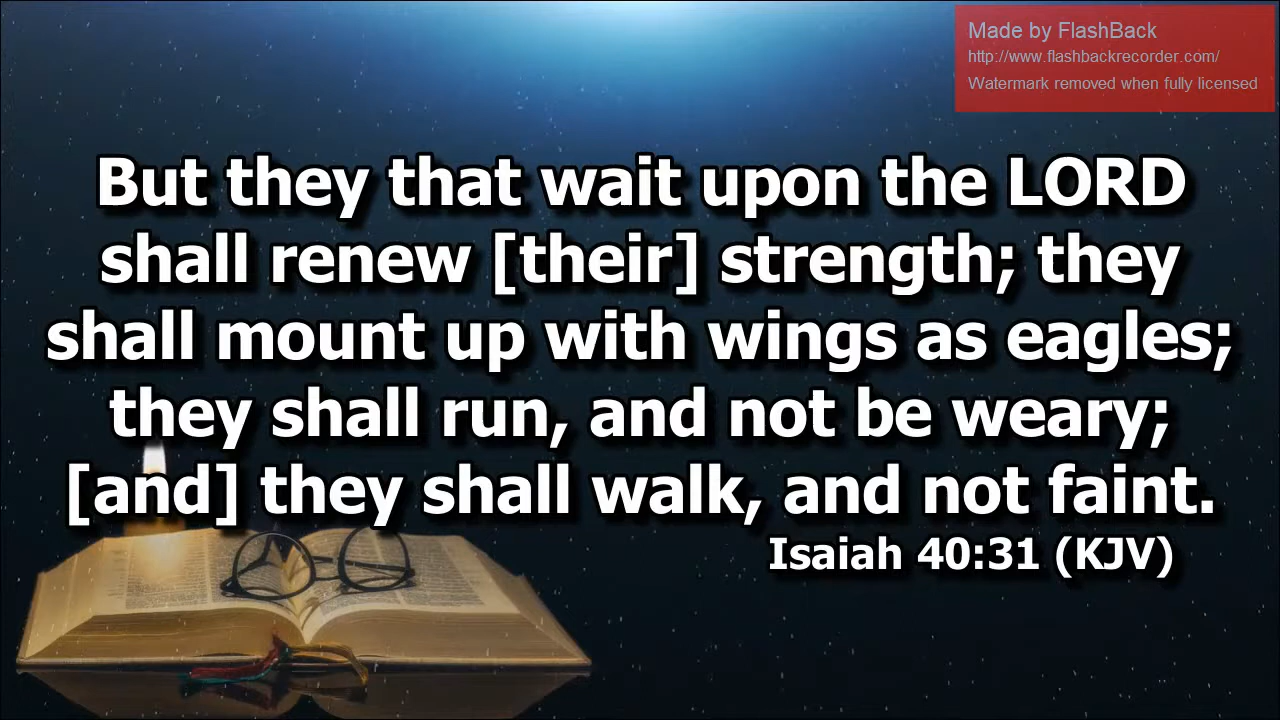 Made by FlashBack
http://www.flashbackrecorder.com/
Watermark removed when fully licensed
But they that wait upon the LORD
shall renew [their] strength; they
shall mount up with wings as eagles;
they shall run, and not be weary;
[and] they shall walk, and not faint.
Isaiah 40:31 (KJV)